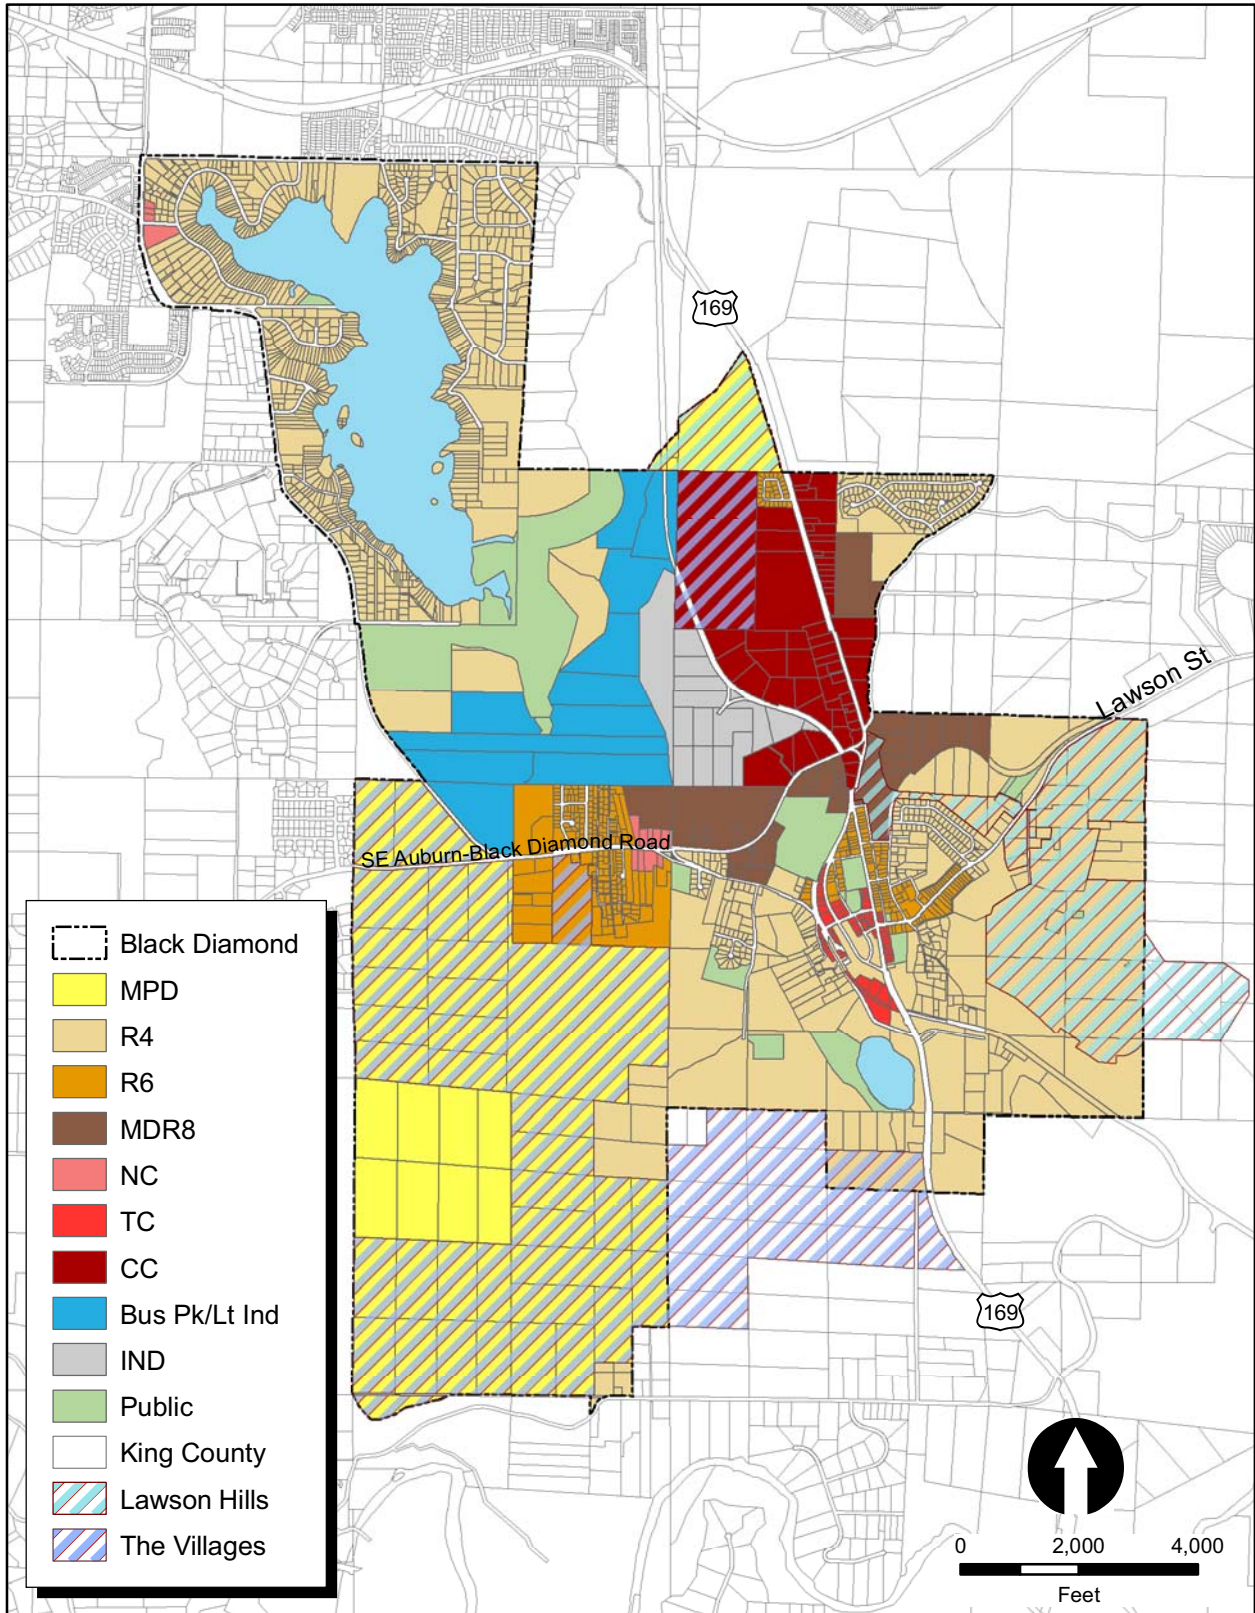 169
Lawson St
SE Auburn-Black Diamond Road
Black Diamond
MPD
R4
R6
MDR8
NC
TC
CC
Bus Pk/Lt Ind
IND
Public
King County
Lawson Hills
The Villages
169
0 2,000 4,000
Feet